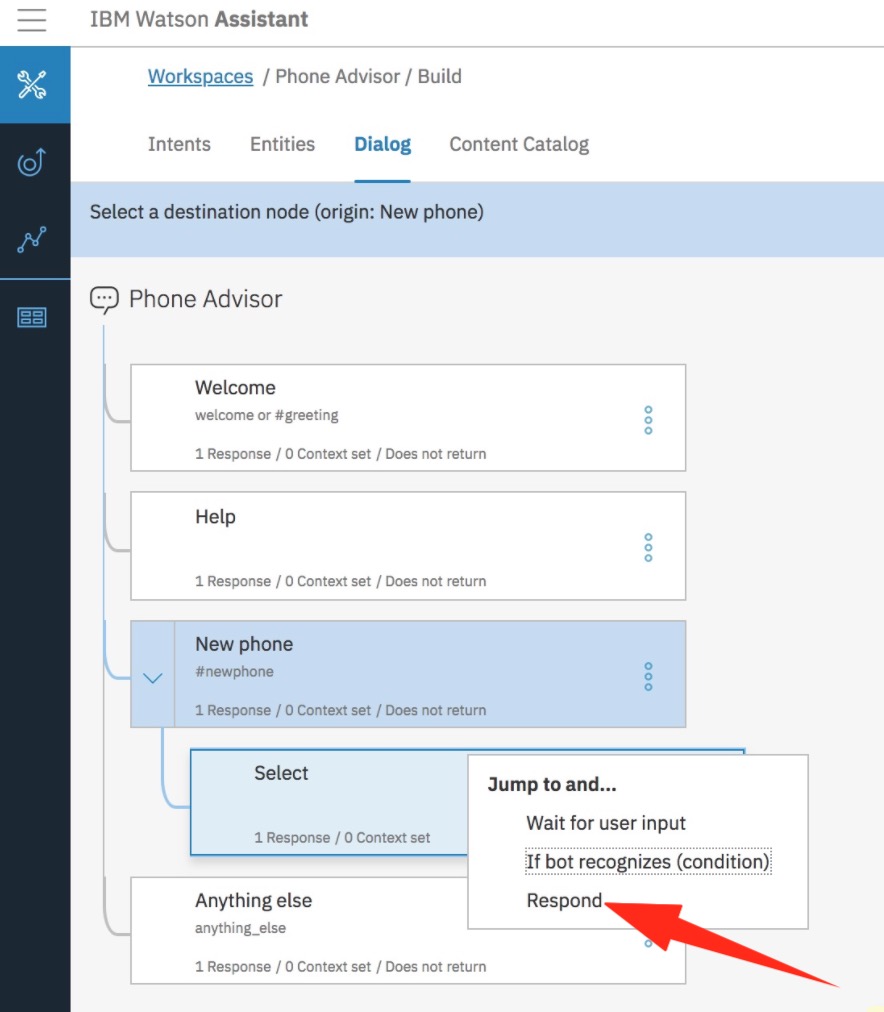 IBM Watson Assistant
Workspaces / Phone Advisor / Build
Intents Entities Dialog Content Catalog
Select a destination node (origin: New phone)
Phone Advisor
Welcome
welcome or #greeting
1 Response / 0 Context set / Does not return
Help
1 Response / 0 Context set / Does not return
New phone
#newphone
1 Response / 0 Context set / Does not return
Select
1 Response / 0 Context set
Jump to and...
Wait for user input
If bot recognizes (condition)
Respond
Anything else
anything_else
1 Response / 0 Context set / Does not return